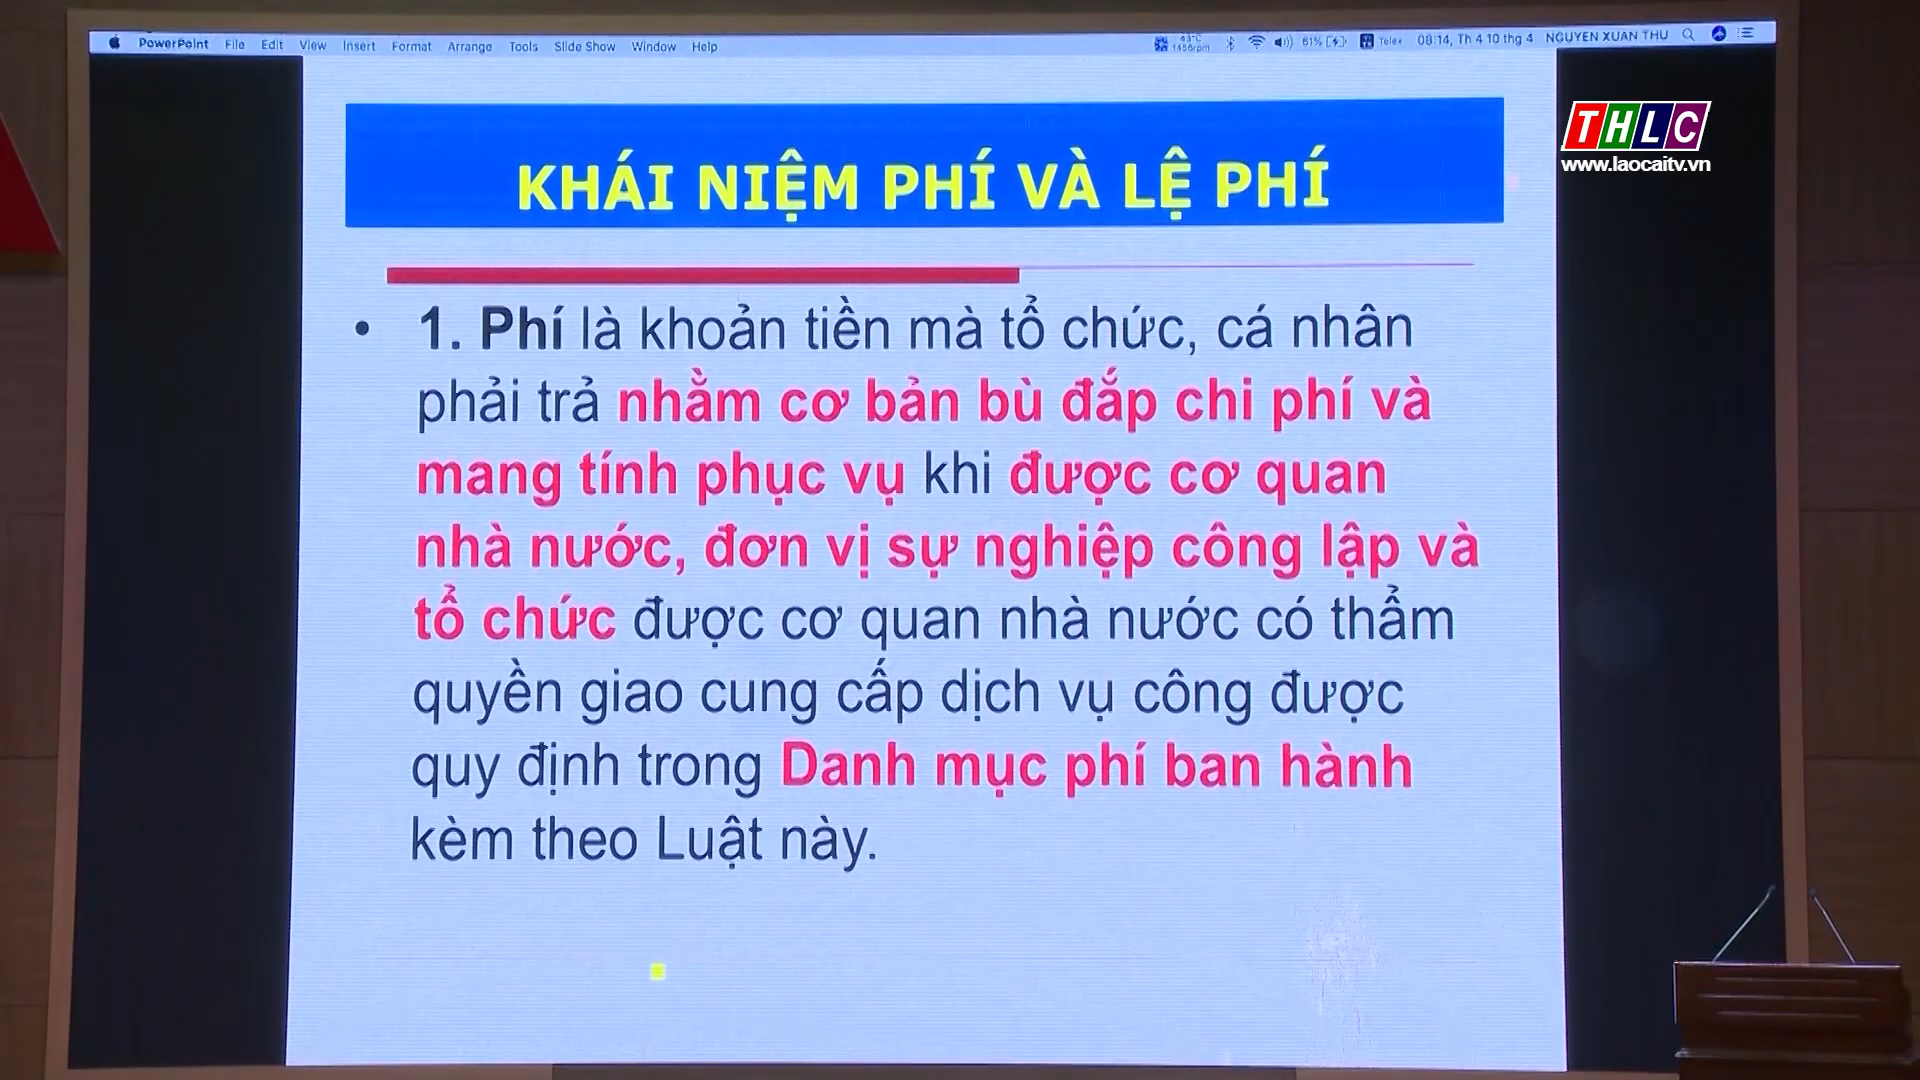 PowerPoint File Edit View Insert Format Arrange Tools Slide Show Window Help
43°C
1456rpm
61% Telex 08:14, Th 4 10 thg 4 NGUYEN XUAN THU
THLC
www.laocaitv.vn
KHÁI NIỆM PHÍ VÀ LỆ PHÍ
• 1. Phí là khoản tiền mà tổ chức, cá nhân
phải trả nhằm cơ bản bù đắp chi phí và
mang tính phục vụ khi được cơ quan
nhà nước, đơn vị sự nghiệp công lập và
tổ chức được cơ quan nhà nước có thẩm
quyền giao cung cấp dịch vụ công được
quy định trong Danh mục phí ban hành
kèm theo Luật này.